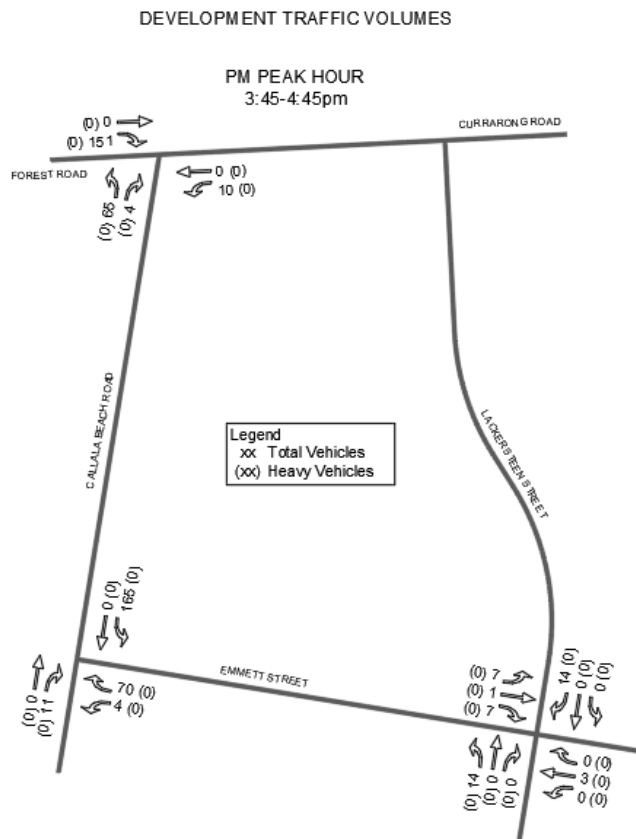 DEVELOPMENT TRAFFIC VOLUMES
PM PEAK HOUR
3:45-4:45pm
(0) 0
(0) 151
CURRARONG ROAD
FOREST ROAD
0 (0)
10 (0)
(0) 65
(0) 4
CALLALA BEACH ROAD
LACKERSTEEN STREET
Legend
xx Total Vehicles
(xx) Heavy Vehicles
0 (0)
165 (0)
EMMETT STREET
(0) 0
(0) 11
70 (0)
4 (0)
(0) 7
(0) 1
(0) 7
14 (0)
0 (0)
0 (0)
(0) 14
(0) 0
(0) 0
0 (0)
3 (0)
0 (0)